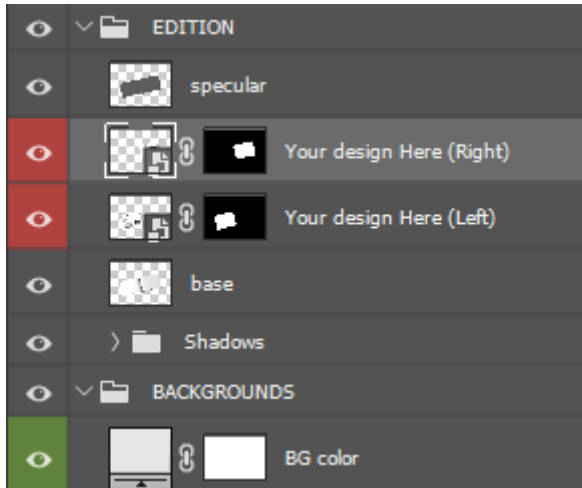 EDITION
specular
Your design Here (Right)
Your design Here (Left)
base
Shadows
BACKGROUNDS
BG color